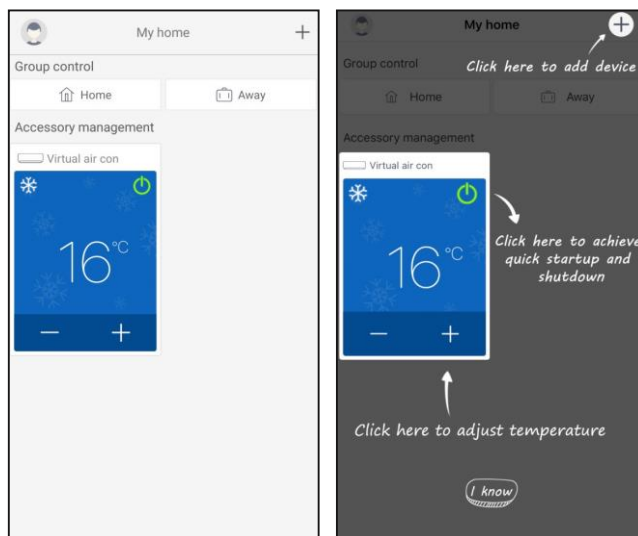 My home
+
Group control
Home Away
Accessory management
Virtual air con
16°C
− +
My home
+
Click here to add device
Group control
Home Away
Accessory management
Virtual air con
16°C
− +
Click here to achieve
quick startup and
shutdown
Click here to adjust temperature
I know